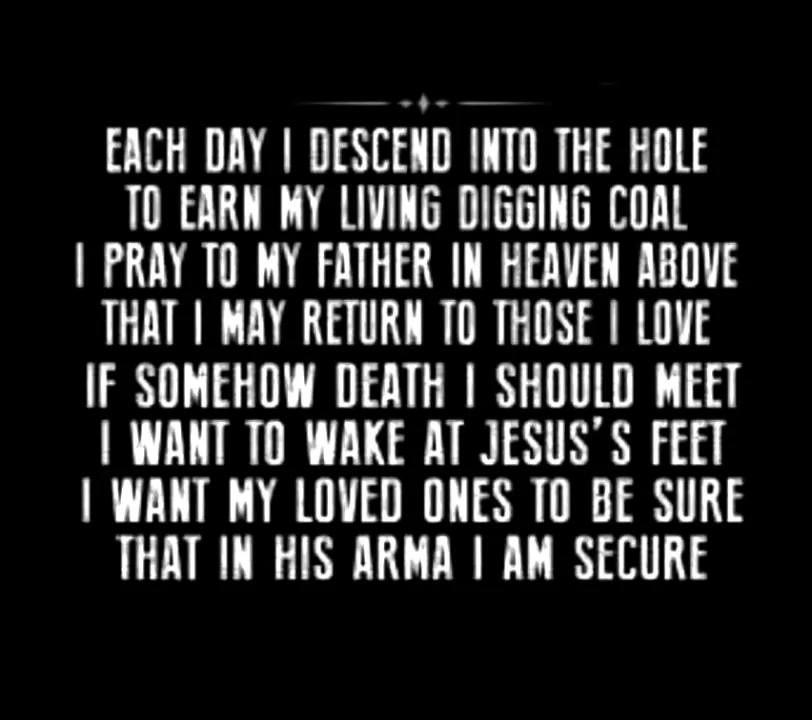 EACH DAY I DESCEND INTO THE HOLE
TO EARN MY LIVING DIGGING COAL
I PRAY TO MY FATHER IN HEAVEN ABOVE
THAT I MAY RETURN TO THOSE I LOVE
IF SOMEHOW DEATH I SHOULD MEET
I WANT TO WAKE AT JESUS'S FEET
I WANT MY LOVED ONES TO BE SURE
THAT IN HIS ARMA I AM SECURE